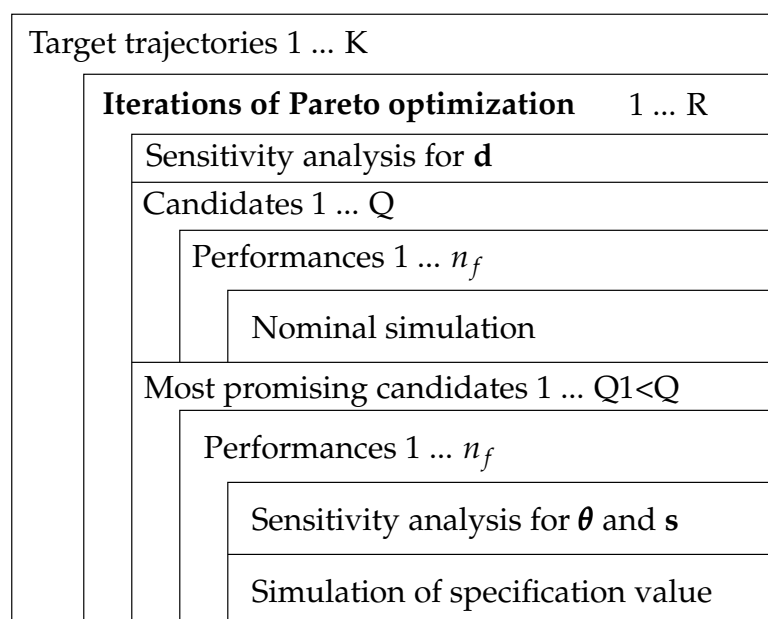 Target trajectories 1 ... K
Iterations of Pareto optimization 1 ... R
Sensitivity analysis for d
Candidates 1 ... Q
Performances 1 ... n_f
Nominal simulation
Most promising candidates 1 ... Q1<Q
Performances 1 ... n_f
Sensitivity analysis for θ and s
Simulation of specification value